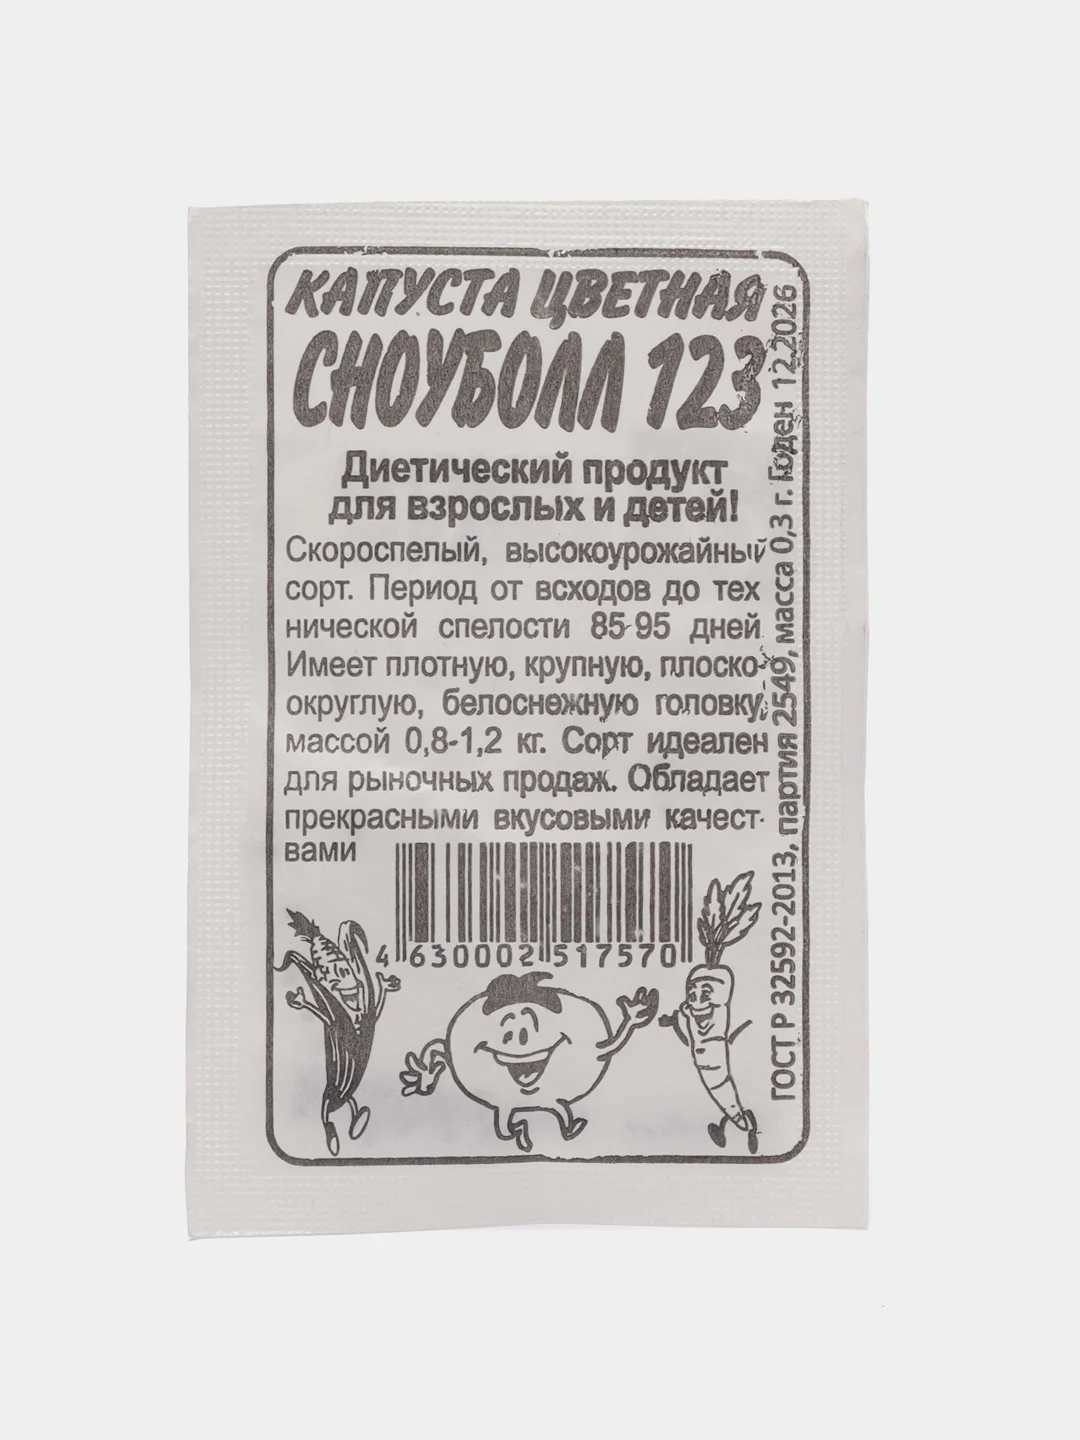 КАПУСТА ЦВЕТНАЯ
СНОУБОЛЛ 123
Диетический продукт
для взрослых и детей!
Скороспелый, высокоурожайный
сорт. Период от всходов до тех
нической спелости 85-95 дней
Имеет плотную, крупную, плоско-
округлую, белоснежную головку,
массой 0,8-1,2 кг. Сорт идеален
для рыночных продаж. Обладает
прекрасными вкусовыми качест-
вами
4 630002 517570
ГОСТ Р 32592-2013, партия 2549, масса 0,3 г. Годен 12.2026